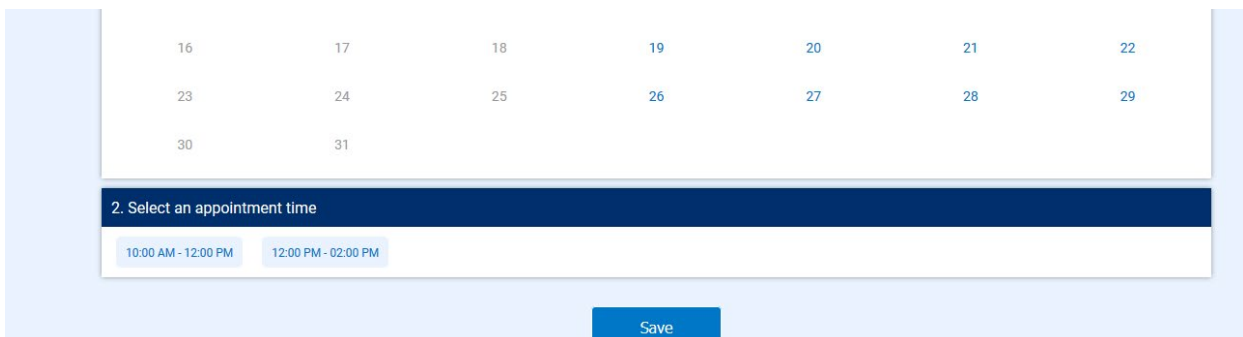 16 17 18 19 20 21 22
23 24 25 26 27 28 29
30 31
2. Select an appointment time
10:00 AM - 12:00 PM 12:00 PM - 02:00 PM
Save